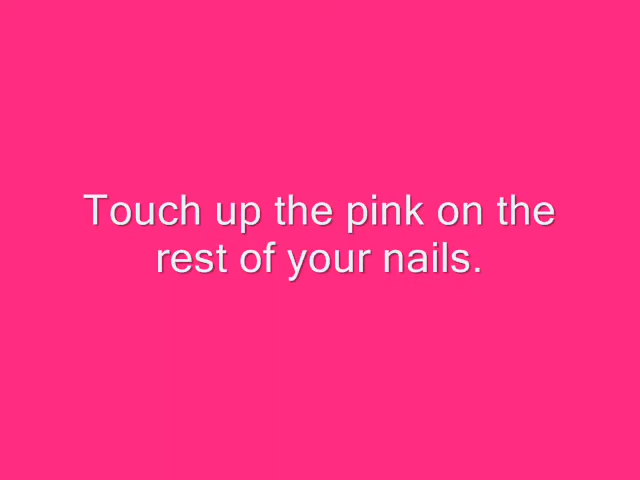 Touch up the pink on the
rest of your nails.